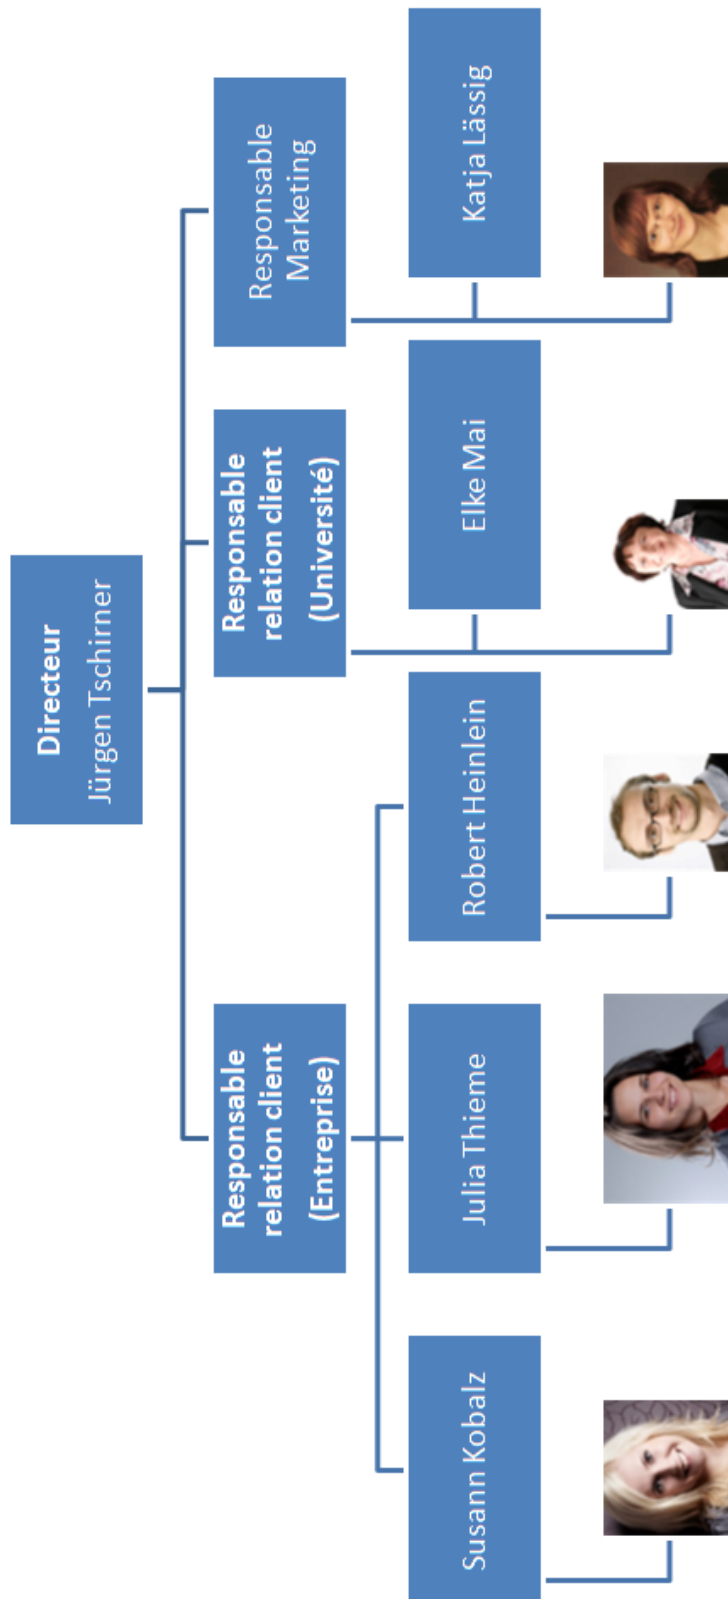 Directeur
Jürgen Tschirner
Responsable
relation client
(Entreprise)
Responsable
relation client
(Université)
Responsable
Marketing
Susann Kobalz
Julia Thieme
Robert Heinlein
Elke Mai
Katja Lässig